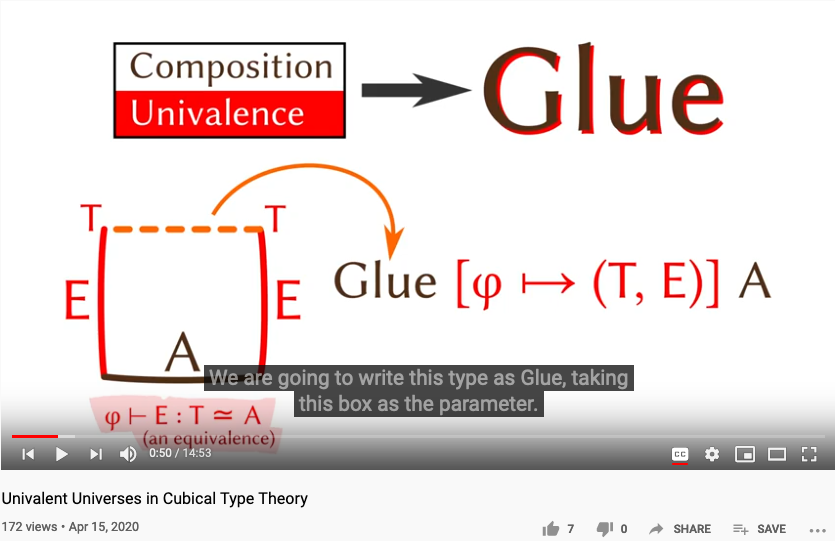 Composition
Univalence
Glue
T T
E E
A
Glue [φ ↦ (T, E)] A
We are going to write this type as Glue, taking
this box as the parameter.
φ ⊢ E : T ≃ A
(an equivalence)
0:50 / 14:53
CC
Univalent Universes in Cubical Type Theory
172 views • Apr 15, 2020
7 0 SHARE SAVE